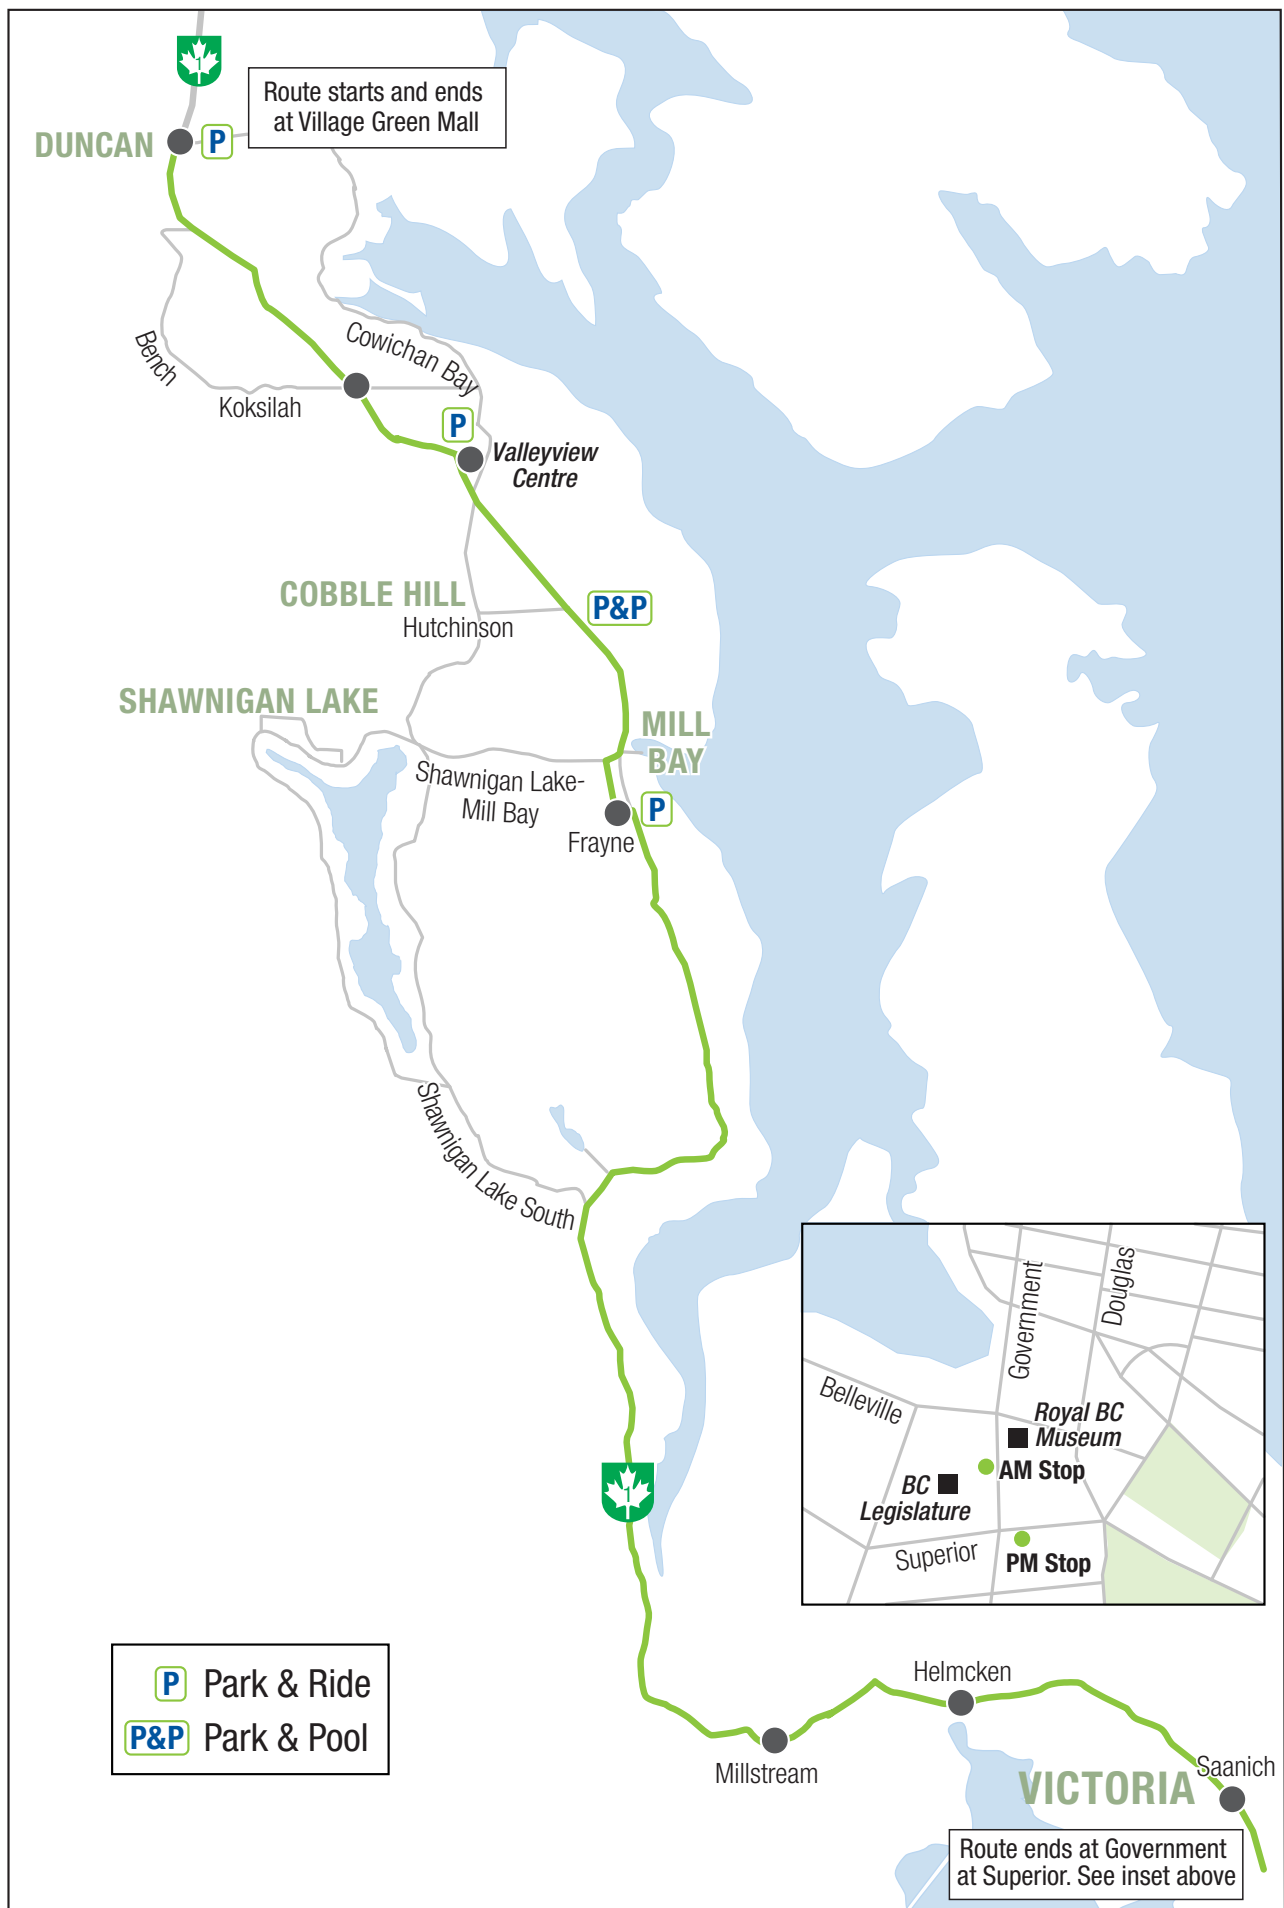 1
Route starts and ends
at Village Green Mall
DUNCAN
P
Bench
Cowichan Bay
Koksilah
P
Valleyview
Centre
COBBLE HILL
P&P
Hutchinson
SHAWNIGAN LAKE
MILL
BAY
Shawnigan Lake-
Mill Bay
P
Frayne
Shawnigan Lake South
Government
Douglas
Belleville
Royal BC
Museum
AM Stop
BC
Legislature
Superior
PM Stop
1
P Park & Ride
P&P Park & Pool
Helmcken
Millstream
Saanich
VICTORIA
Route ends at Government
at Superior. See inset above